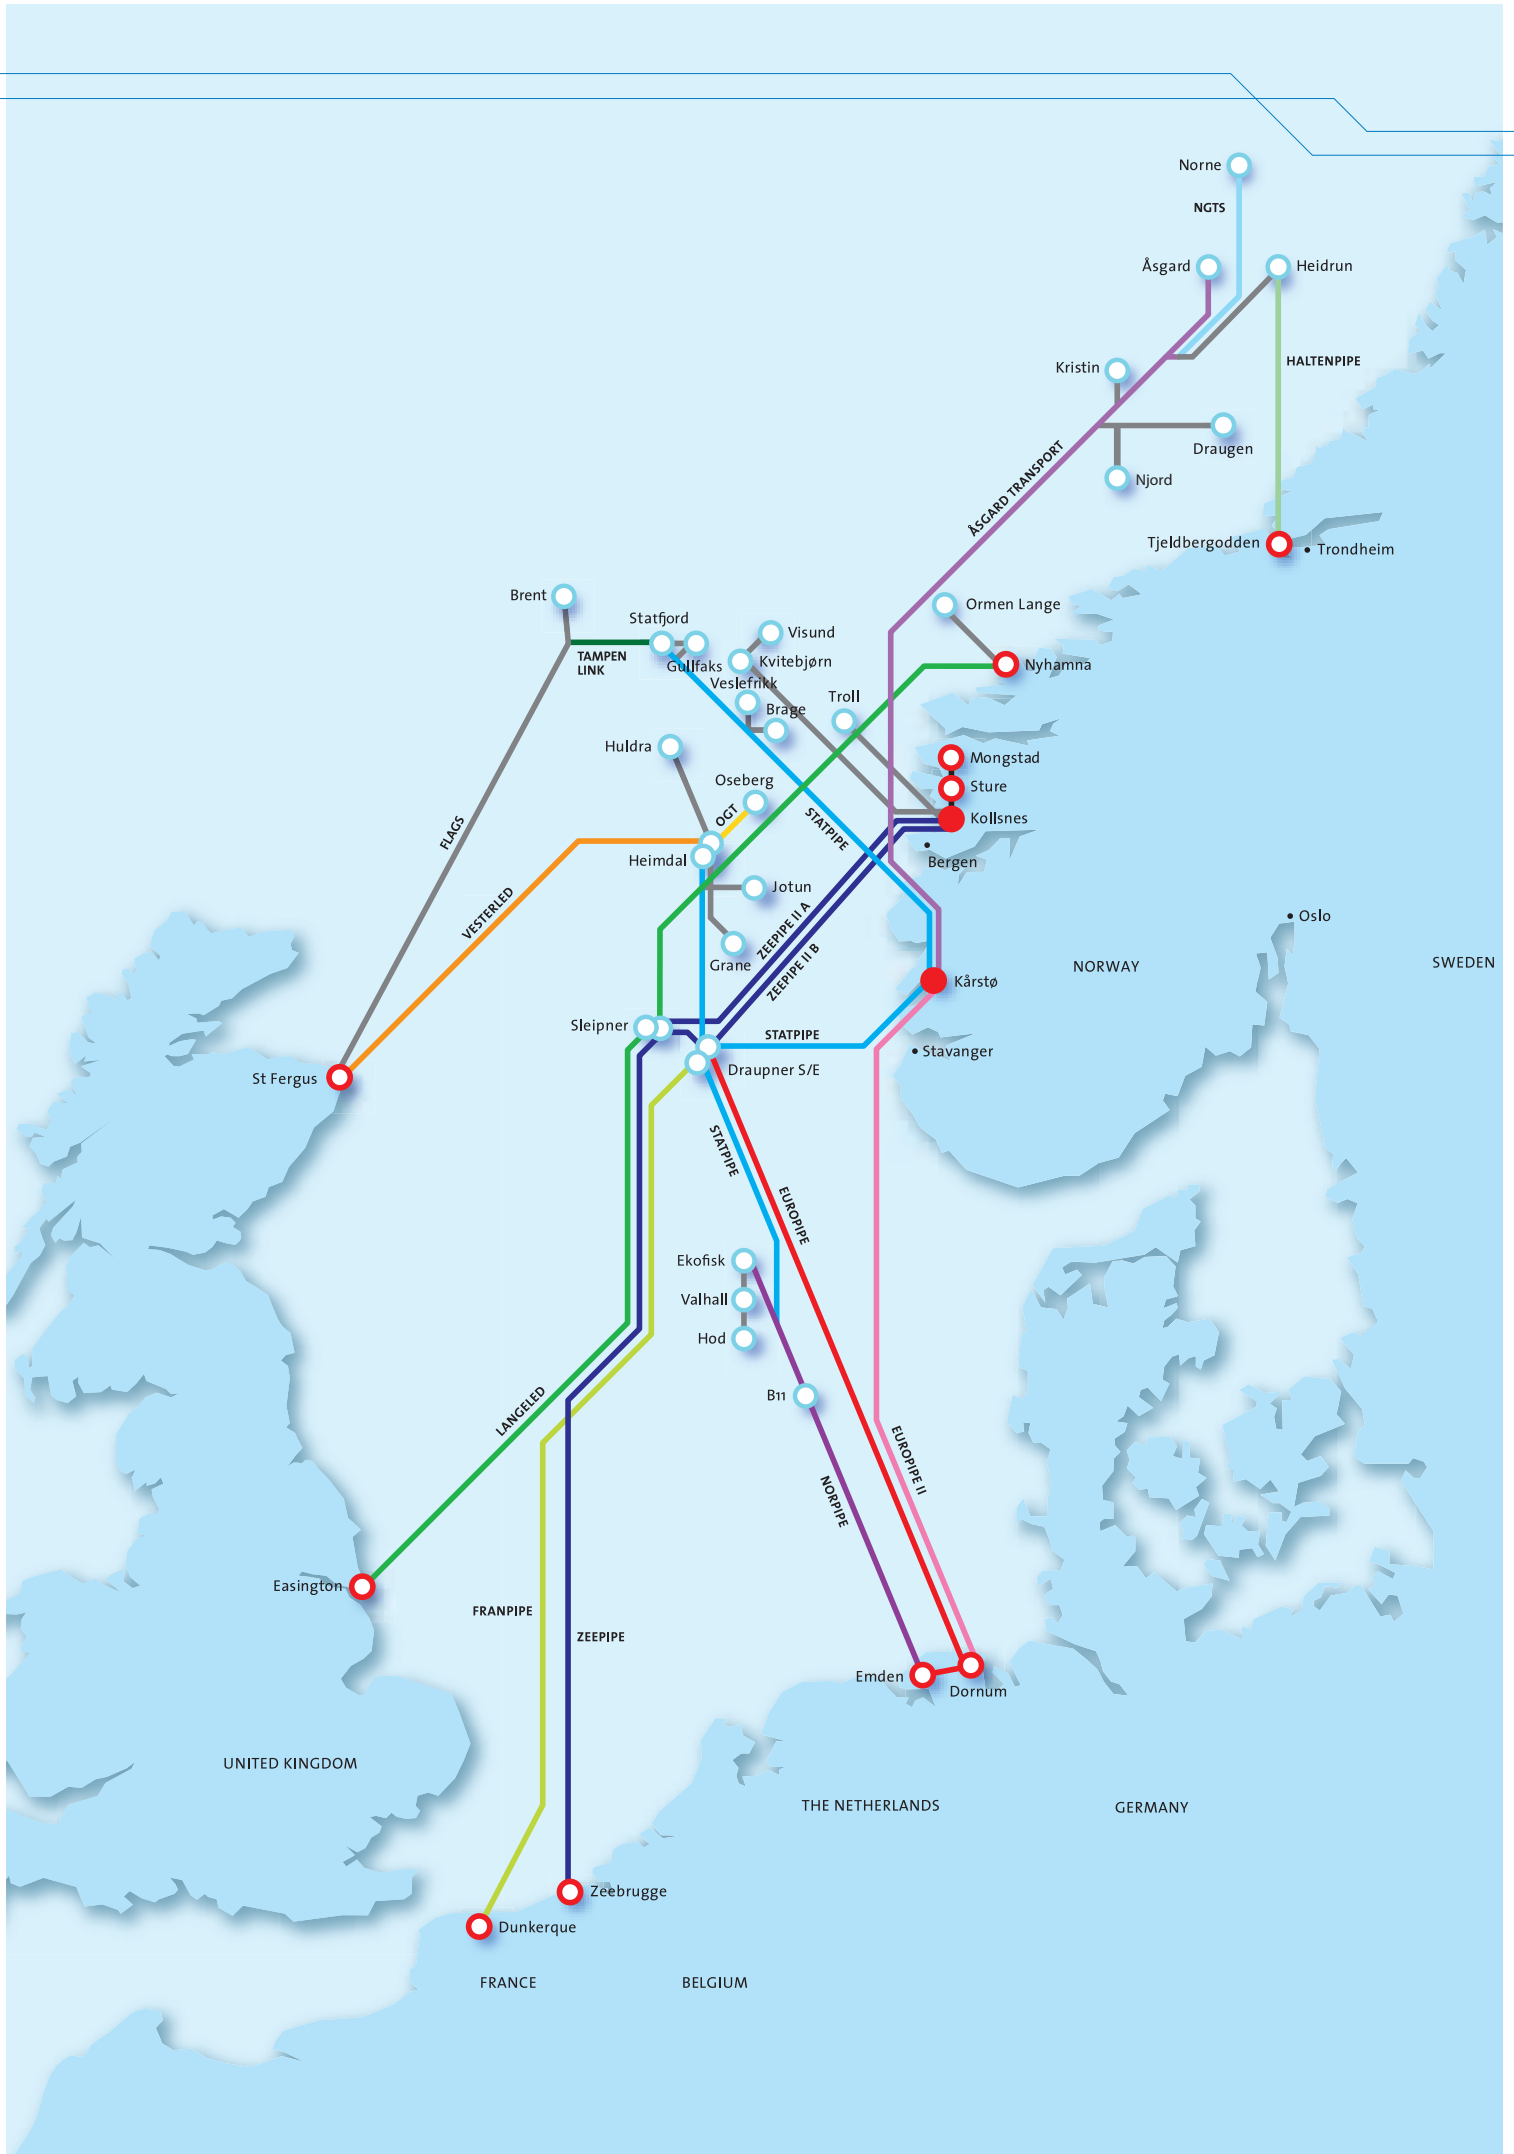 Norne
NGTS
Åsgard
Heidrun
HALTENPIPE
Kristin
Draugen
Njord
ÅSGARD TRANSPORT
Tjeldbergodden
Trondheim
Brent
Statfjord
Ormen Lange
Visund
TAMPEN
LINK
Gullfaks
Kvitebjørn
Nyhamna
Veslefrikk
Troll
Brage
Huldra
Mongstad
Oseberg
Sture
OGT
STATPIPE
Kollsnes
FLAGS
Heimdal
Bergen
Jotun
VESTERLED
Oslo
ZEEPIPE II A
ZEEPIPE II B
Grane
NORWAY
SWEDEN
Kårstø
Sleipner
STATPIPE
Stavanger
St Fergus
Draupner S/E
STATPIPE
EUROPIPE
Ekofisk
Valhall
Hod
B11
LANGELED
EUROPIPE II
NORPIPE
Easington
FRANPIPE
ZEEPIPE
Emden
Dornum
UNITED KINGDOM
THE NETHERLANDS
GERMANY
Zeebrugge
Dunkerque
FRANCE
BELGIUM